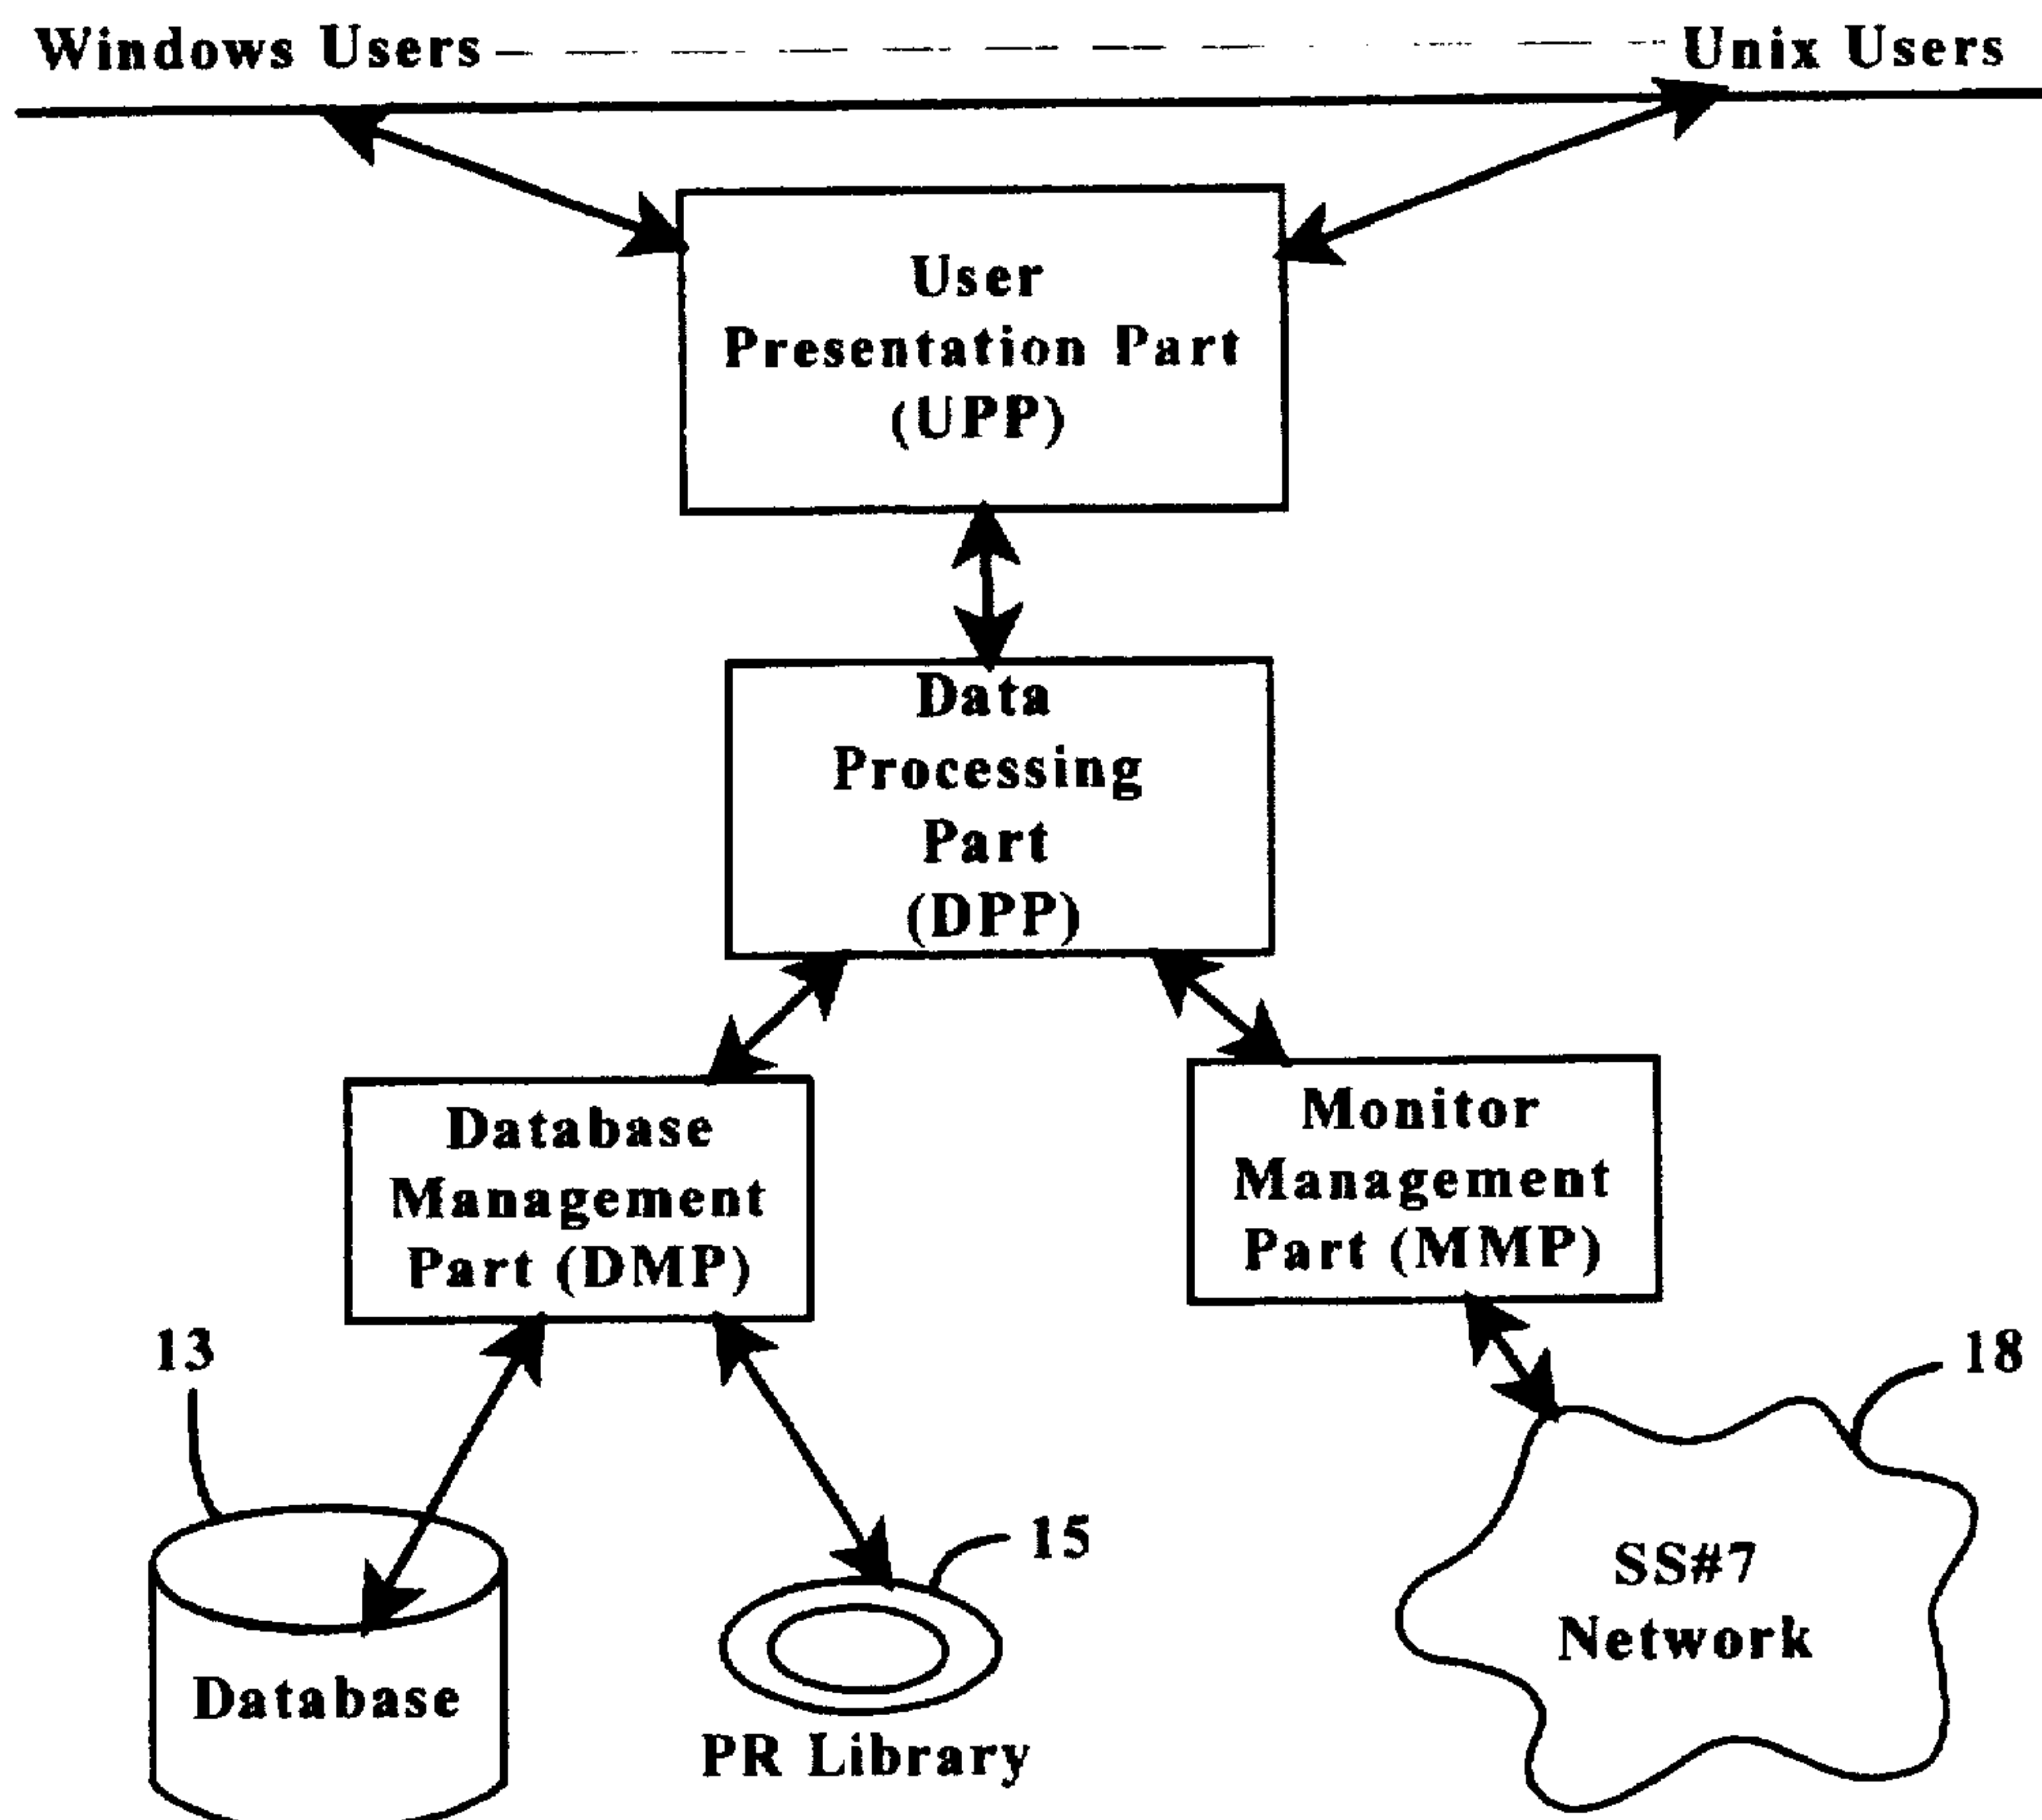 Windows Users
Unix Users
User
Presentation Part
(UPP)
Data
Processing
Part
(DPP)
Database
Management
Part (DMP)
Monitor
Management
Part (MMP)
13
18
15
SS#7
Network
Database
PR Library